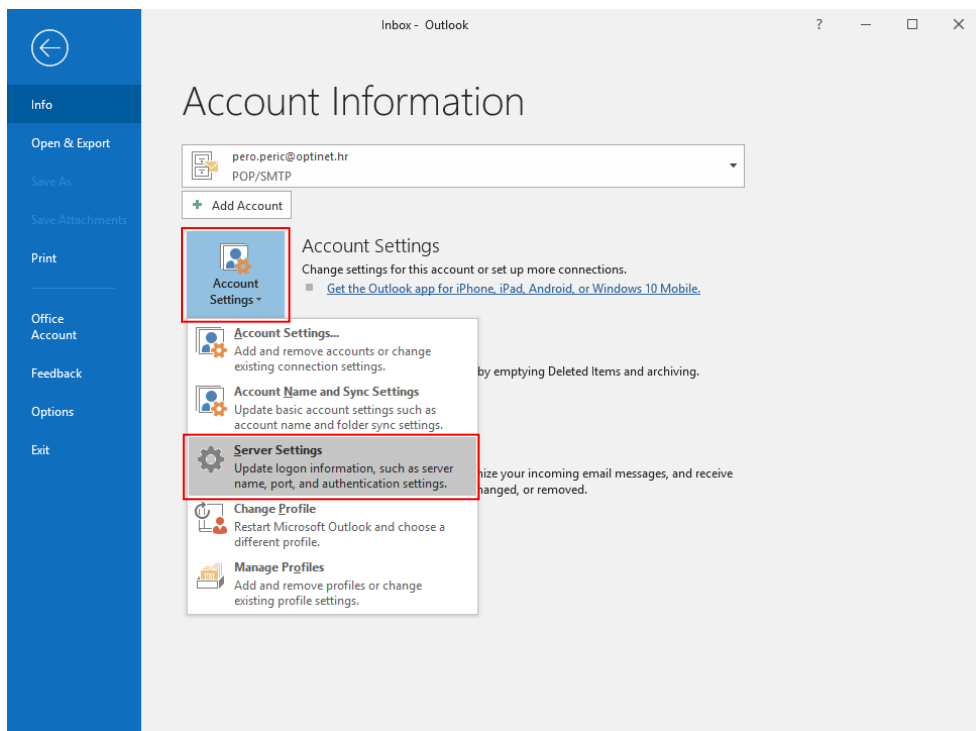 Inbox - Outlook
?
Info
Open & Export
Save As
Save Attachments
Print
Office
Account
Feedback
Options
Exit
Account Information
pero.peric@optinet.hr
POP/SMTP
Add Account
Account
Settings
Account Settings
Change settings for this account or set up more connections.
Get the Outlook app for iPhone, iPad, Android, or Windows 10 Mobile.
Account Settings...
Add and remove accounts or change
existing connection settings.
by emptying Deleted Items and archiving.
Account Name and Sync Settings
Update basic account settings such as
account name and folder sync settings.
Server Settings
Update logon information, such as server
name, port, and authentication settings.
your incoming email messages, and receive
or removed.
Change Profile
Restart Microsoft Outlook and choose a
different profile.
Manage Profiles
Add and remove profiles or change
existing profile settings.